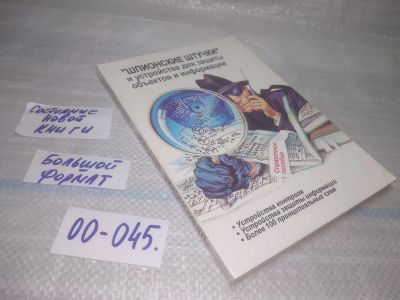 "ШПИОНСКИЕ ШТУЧКИ"
и устройства для защиты
объектов и информации
Справочное
пособие
• Устройства контроля
• Устройства защиты информации
• Более 100 принципиальных схем
Состояние
новой
книги
Большой
формат
00-045.